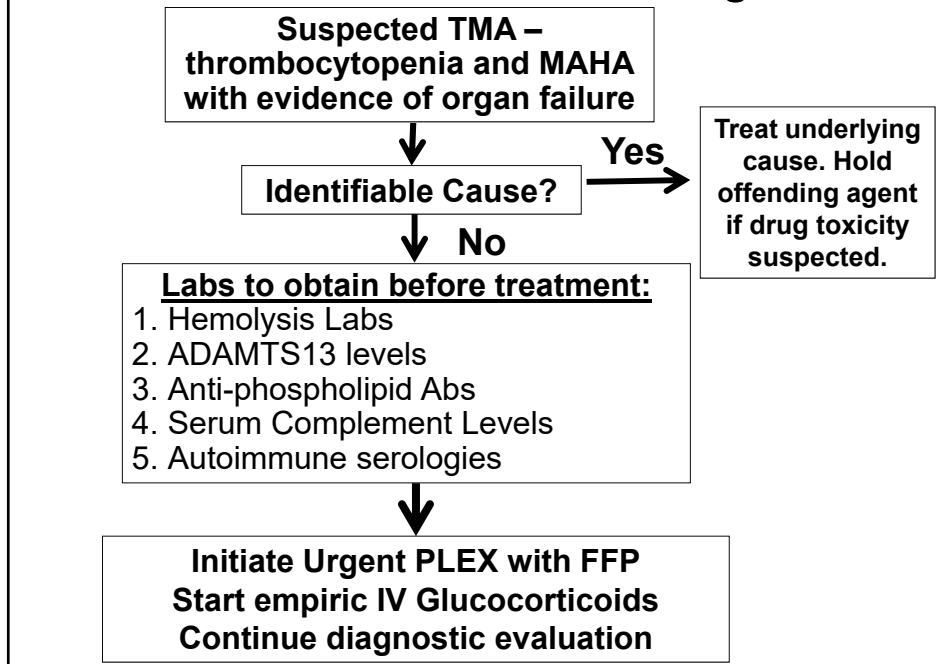 Suspected TMA –
thrombocytopenia and MAHA
with evidence of organ failure
Identifiable Cause?
Yes
Treat underlying
cause. Hold
offending agent
if drug toxicity
suspected.
No
Labs to obtain before treatment:
1. Hemolysis Labs
2. ADAMTS13 levels
3. Anti-phospholipid Abs
4. Serum Complement Levels
5. Autoimmune serologies
Initiate Urgent PLEX with FFP
Start empiric IV Glucocorticoids
Continue diagnostic evaluation